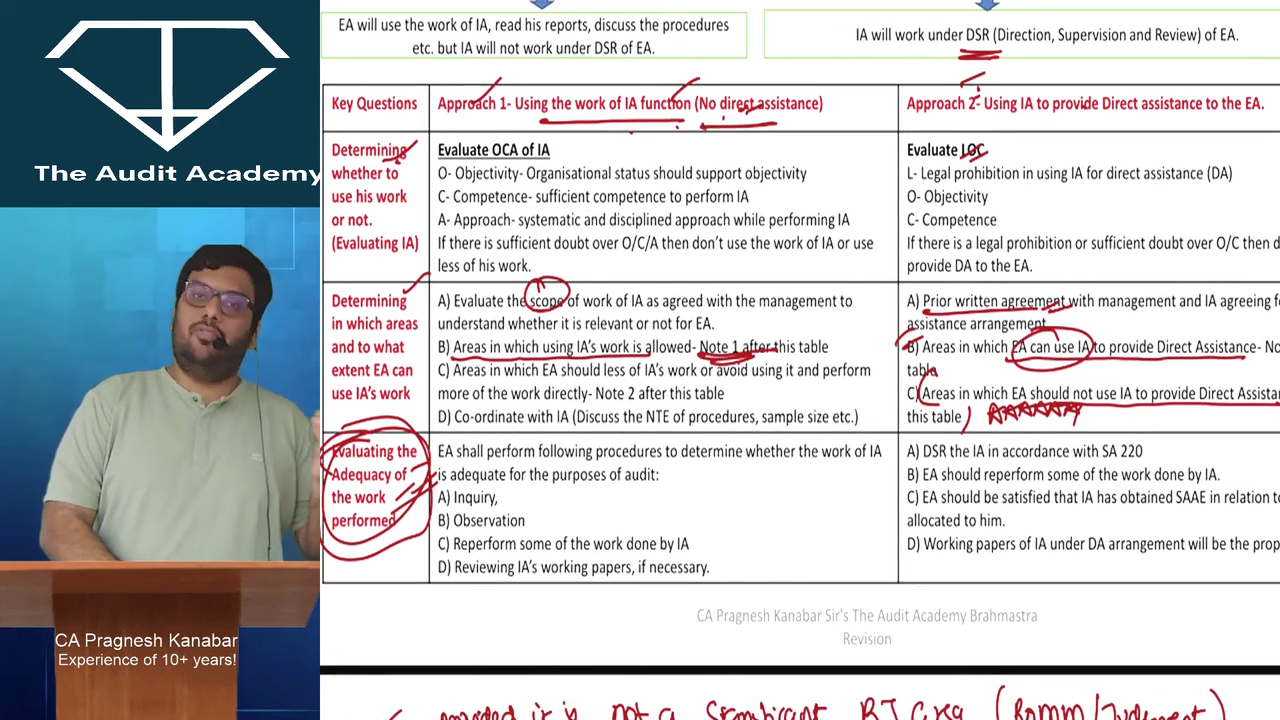 The Audit Academy
CA Pragnesh Kanabar
Experience of 10+ years!
EA will use the work of IA, read his reports, discuss the procedures
etc. but IA will not work under DSR of EA.
IA will work under DSR (Direction, Supervision and Review) of EA.
Key Questions
Approach 1- Using the work of IA function (No direct assistance)
Approach 2- Using IA to provide Direct assistance to the EA.
Determining
whether to
use his work
or not.
(Evaluating IA)
Evaluate OCA of IA
O- Objectivity- Organisational status should support objectivity
C- Competence- sufficient competence to perform IA
A- Approach- systematic and disciplined approach while performing IA
If there is sufficient doubt over O/C/A then don't use the work of IA or use
less of his work.
Evaluate LOC
L- Legal prohibition in using IA for direct assistance (DA)
O- Objectivity
C- Competence
If there is a legal prohibition or sufficient doubt over O/C then d
provide DA to the EA.
Determining
in which areas
and to what
extent EA can
use IA's work
A) Evaluate the scope of work of IA as agreed with the management to
understand whether it is relevant or not for EA.
B) Areas in which using IA's work is allowed- Note 1 after this table
C) Areas in which EA should less of IA's work or avoid using it and perform
more of the work directly- Note 2 after this table
D) Co-ordinate with IA (Discuss the NTE of procedures, sample size etc.)
A) Prior written agreement with management and IA agreeing f
assistance arrangement
B) Areas in which EA can use IA to provide Direct Assistance- No
table
C) Areas in which EA should not use IA to provide Direct Assista
this table
Evaluating the
Adequacy of
the work
performed
EA shall perform following procedures to determine whether the work of IA
is adequate for the purposes of audit:
A) Inquiry,
B) Observation
C) Reperform some of the work done by IA
D) Reviewing IA's working papers, if necessary.
A) DSR the IA in accordance with SA 220
B) EA should reperform some of the work done by IA.
C) EA should be satisfied that IA has obtained SAAE in relation to
allocated to him.
D) Working papers of IA under DA arrangement will be the prop
CA Pragnesh Kanabar Sir's The Audit Academy Brahmastra
Revision
it is not a significant